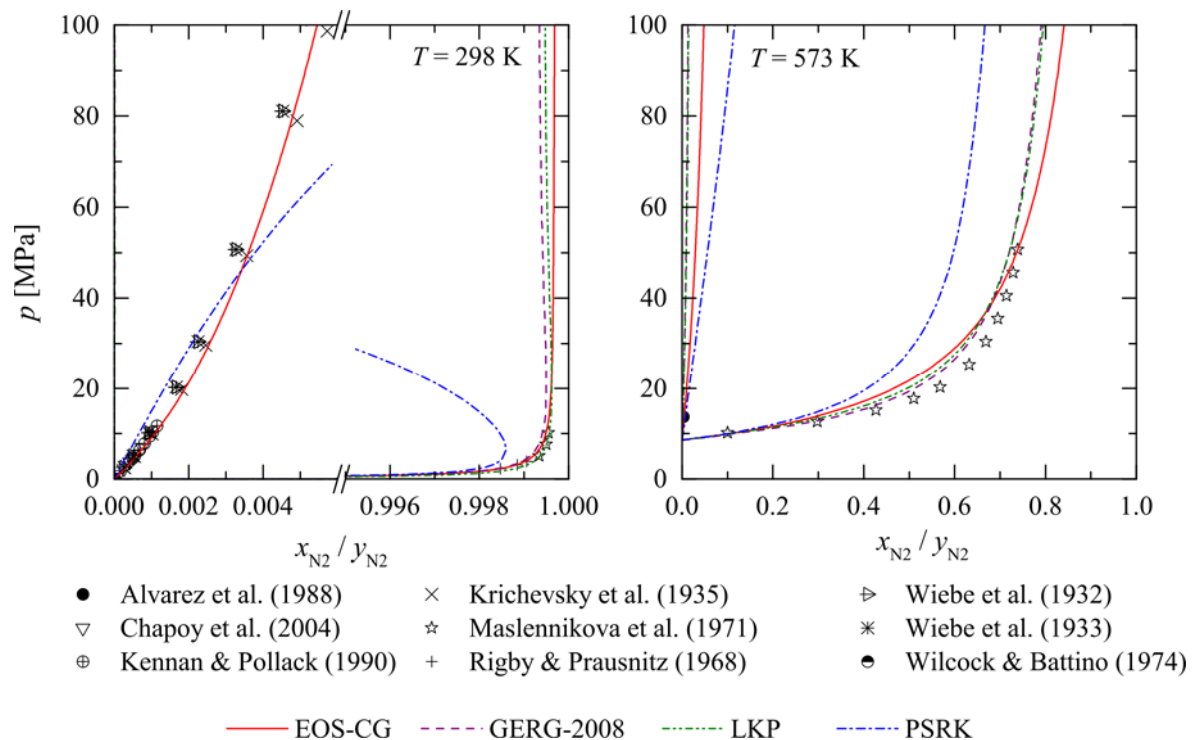 100
80
60
40
20
0
p [MPa]
T = 298 K
0.000
0.002
0.004
0.996
0.998
1.000
x_N2 / y_N2
100
80
60
40
20
0
T = 573 K
0.0
0.2
0.4
0.6
0.8
1.0
x_N2 / y_N2
Alvarez et al. (1988)
Krichevsky et al. (1935)
Wiebe et al. (1932)
Chapoy et al. (2004)
Maslennikova et al. (1971)
Wiebe et al. (1933)
Kennan & Pollack (1990)
Rigby & Prausnitz (1968)
Wilcock & Battino (1974)
EOS-CG
GERG-2008
LKP
PSRK